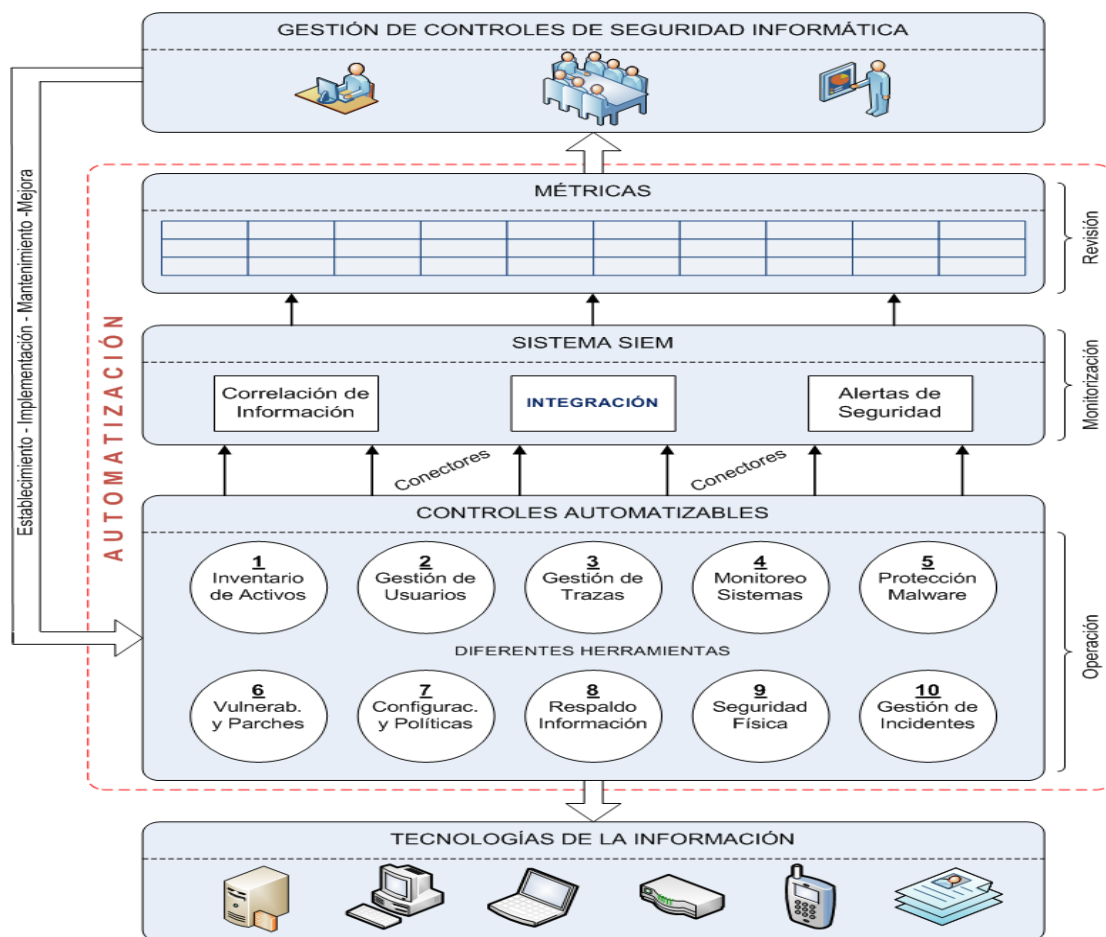 GESTIÓN DE CONTROLES DE SEGURIDAD INFORMÁTICA
Establecimiento - Implementación - Mantenimiento -Mejora
AUTOMATIZACIÓN
MÉTRICAS
Revisión
SISTEMA SIEM
Correlación de
Información
INTEGRACIÓN
Alertas de
Seguridad
Monitorización
Conectores
Conectores
CONTROLES AUTOMATIZABLES
1
Inventario
de Activos
2
Gestión de
Usuarios
3
Gestión de
Trazas
4
Monitoreo
Sistemas
5
Protección
Malware
DIFERENTES HERRAMIENTAS
Operación
6
Vulnerab.
y Parches
7
Configurac.
y Políticas
8
Respaldo
Información
9
Seguridad
Física
10
Gestión de
Incidentes
TECNOLOGÍAS DE LA INFORMACIÓN